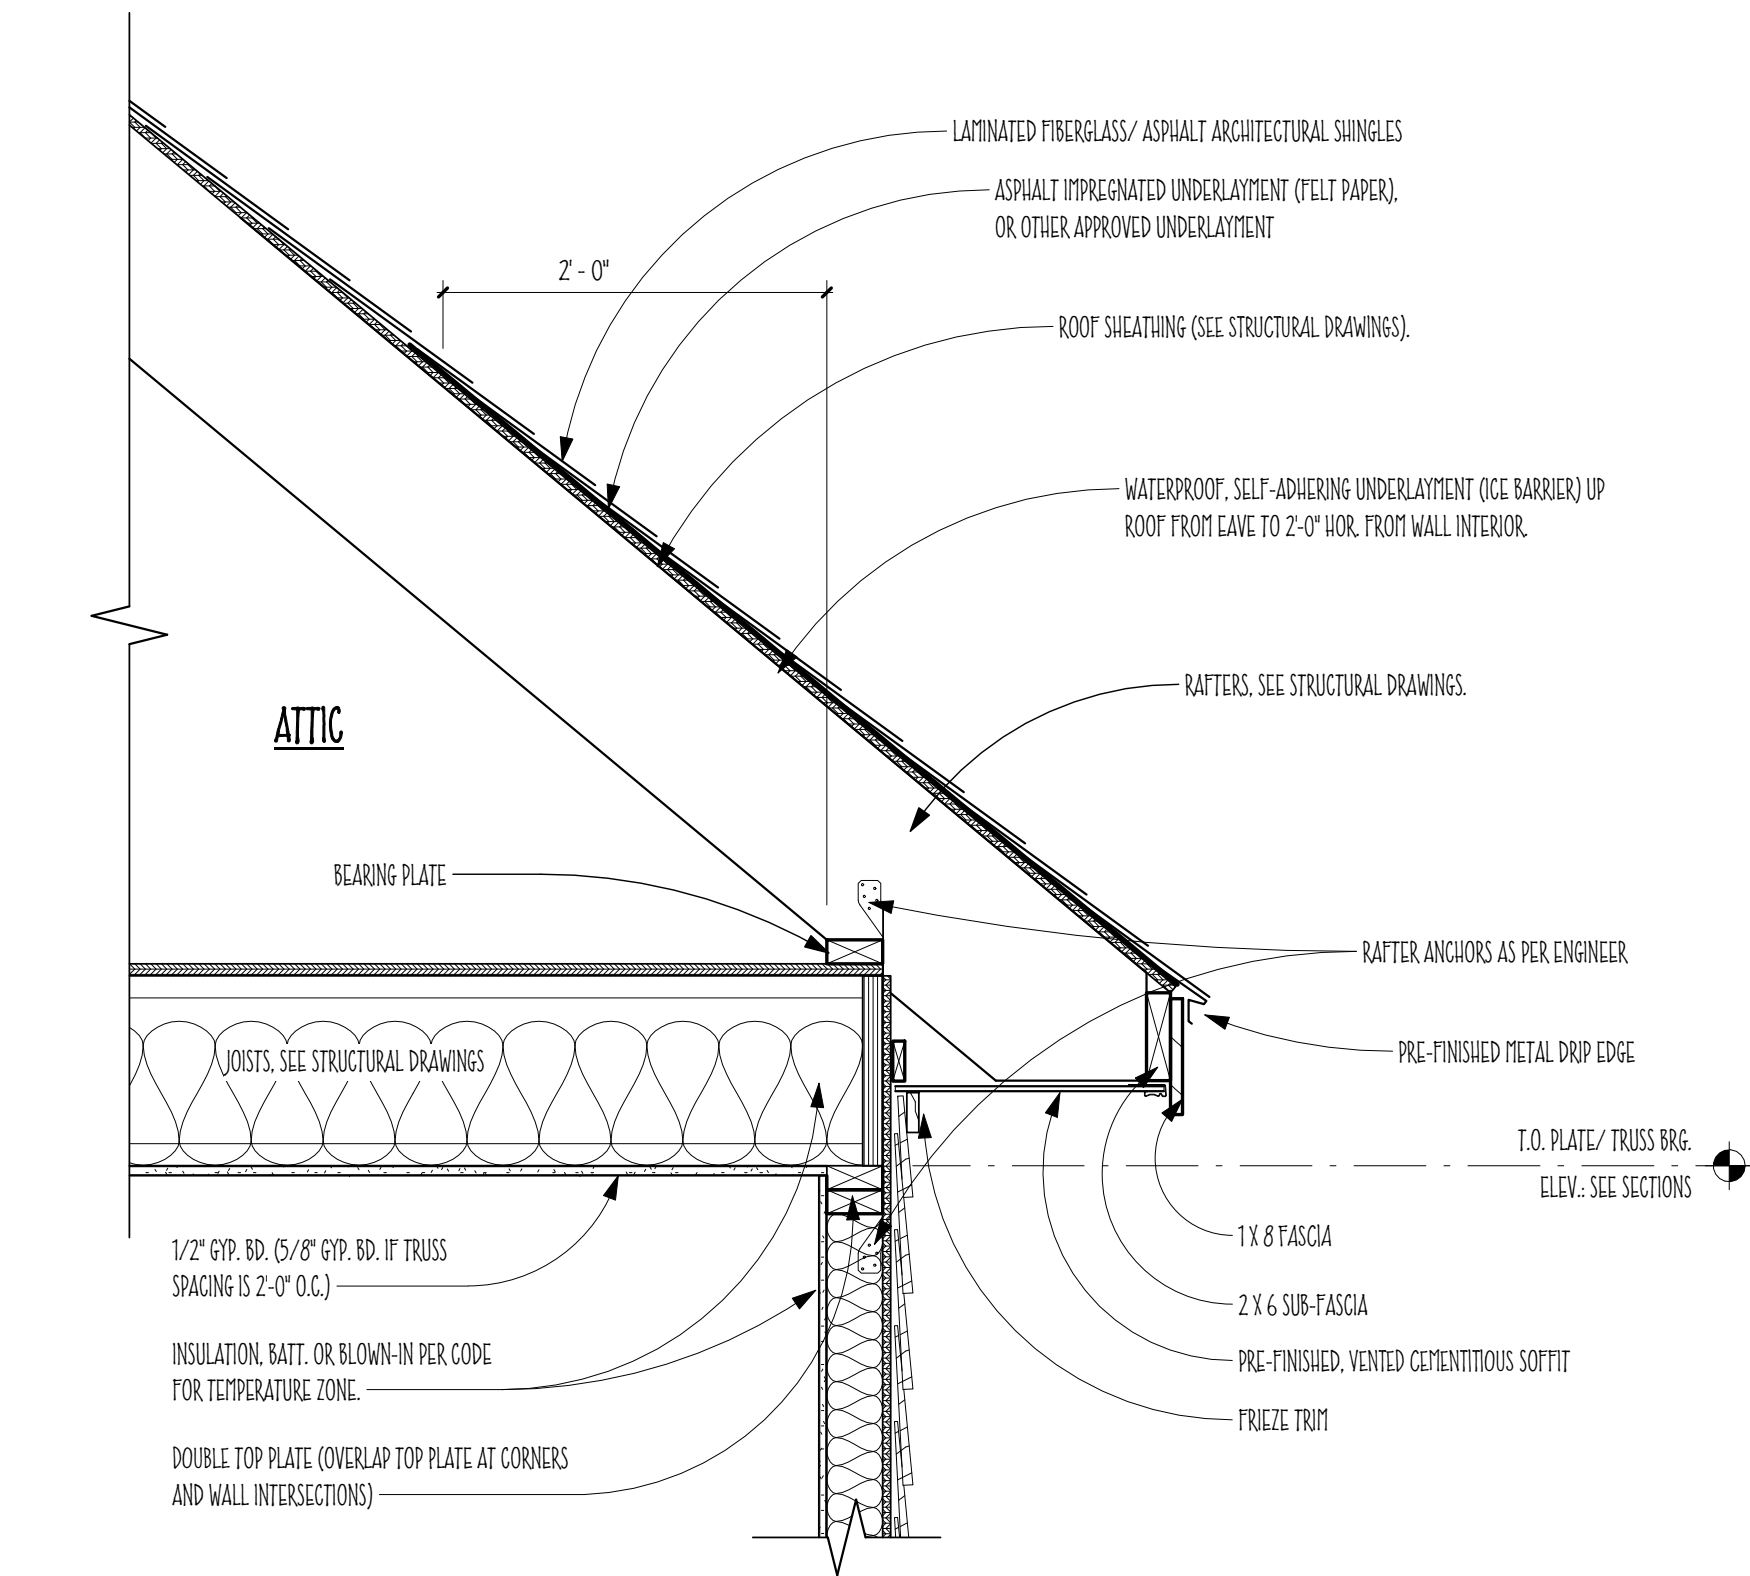 LAMINATED FIBERGLASS/ ASPHALT ARCHITECTURAL SHINGLES
ASPHALT IMPREGNATED UNDERLAYMENT (FELT PAPER),
OR OTHER APPROVED UNDERLAYMENT
2' - 0"
ROOF SHEATHING (SEE STRUCTURAL DRAWINGS).
WATERPROOF, SELF-ADHERING UNDERLAYMENT (ICE BARRIER) UP
ROOF FROM EAVE TO 2'-0" HOR. FROM WALL INTERIOR.
RAFTERS, SEE STRUCTURAL DRAWINGS.
ATTIC
BEARING PLATE
RAFTER ANCHORS AS PER ENGINEER
JOISTS, SEE STRUCTURAL DRAWINGS
PRE-FINISHED METAL DRIP EDGE
T.O. PLATE/ TRUSS BRG.
ELEV.: SEE SECTIONS
1/2" GYP. BD. (5/8" GYP. BD. IF TRUSS
SPACING IS 2'-0" O.C.)
INSULATION, BATT. OR BLOWN-IN PER CODE
FOR TEMPERATURE ZONE.
DOUBLE TOP PLATE (OVERLAP TOP PLATE AT CORNERS
AND WALL INTERSECTIONS)
1 X 8 FASCIA
2 X 6 SUB-FASCIA
PRE-FINISHED, VENTED CEMENTITIOUS SOFFIT
FRIEZE TRIM